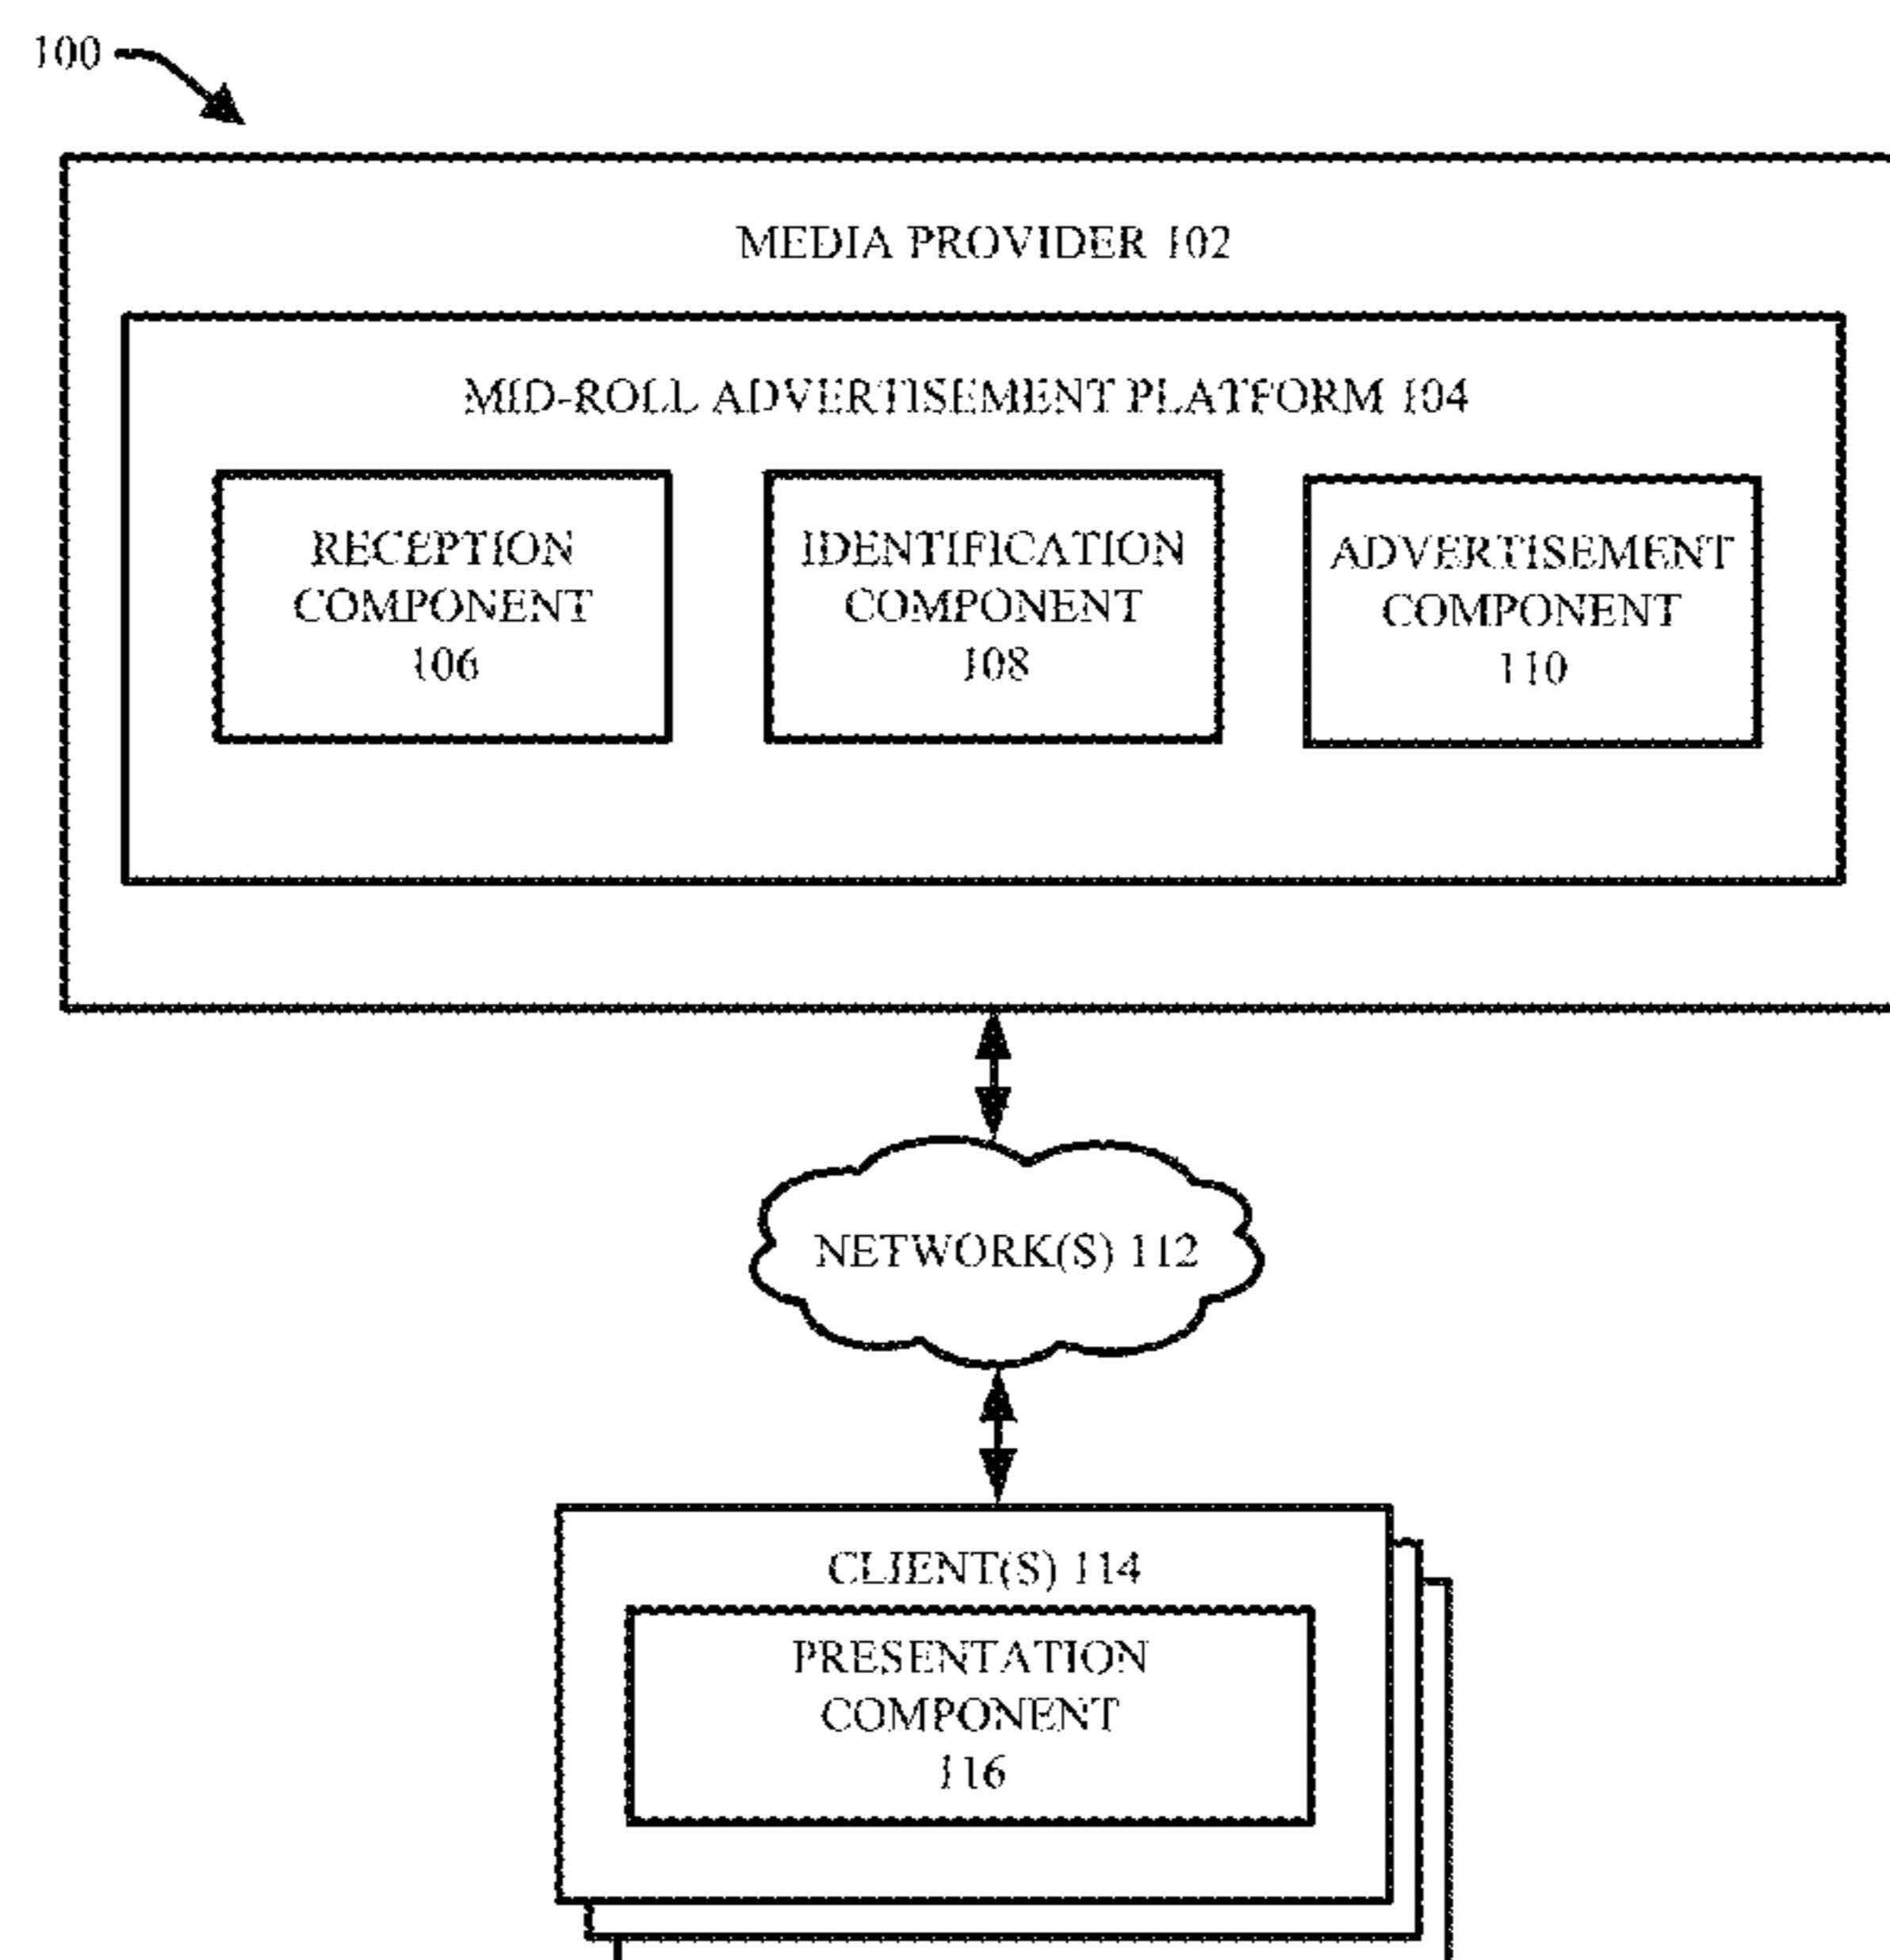 100
MEDIA PROVIDER 102
MID-ROLL ADVERTISEMENT PLATFORM 104
RECEPTION
COMPONENT
106
IDENTIFICATION
COMPONENT
108
ADVERTISEMENT
COMPONENT
110
NETWORK(S) 112
CLIENT(S) 114
PRESENTATION
COMPONENT
116